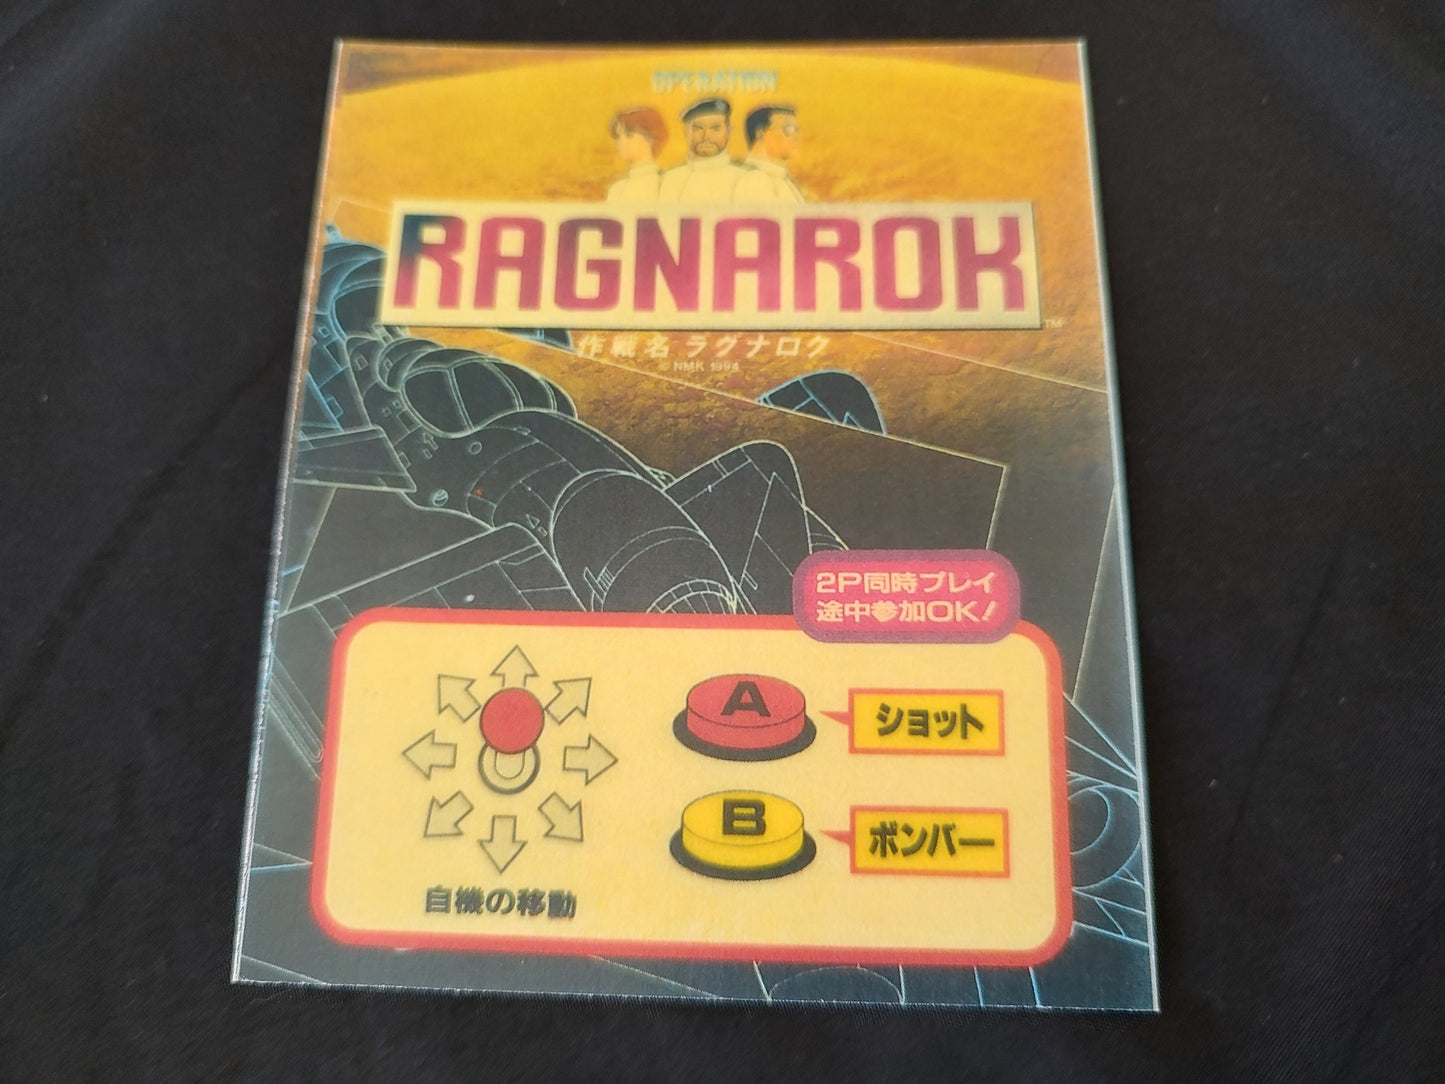 OPERATION
RAGNAROK
TM
作戦名 ラグナロク
© NMK 1994
2P同時プレイ
途中参加OK!
A
ショット
B
ボンバー
自機の移動